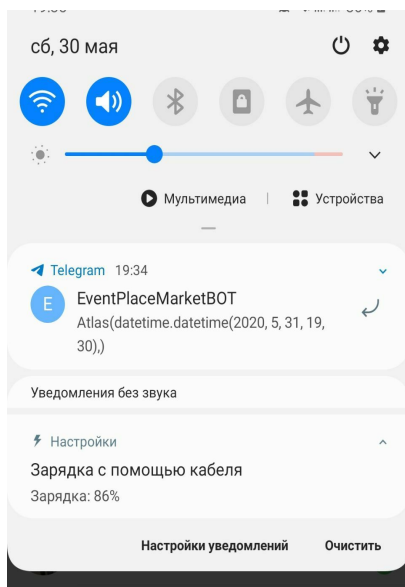 сб, 30 мая
Мультимедиа
Устройства
Telegram 19:34
E
EventPlaceMarketBOT
Atlas(datetime.datetime(2020, 5, 31, 19,
30),)
Уведомления без звука
Настройки
Зарядка с помощью кабеля
Зарядка: 86%
Настройки уведомлений
Очистить